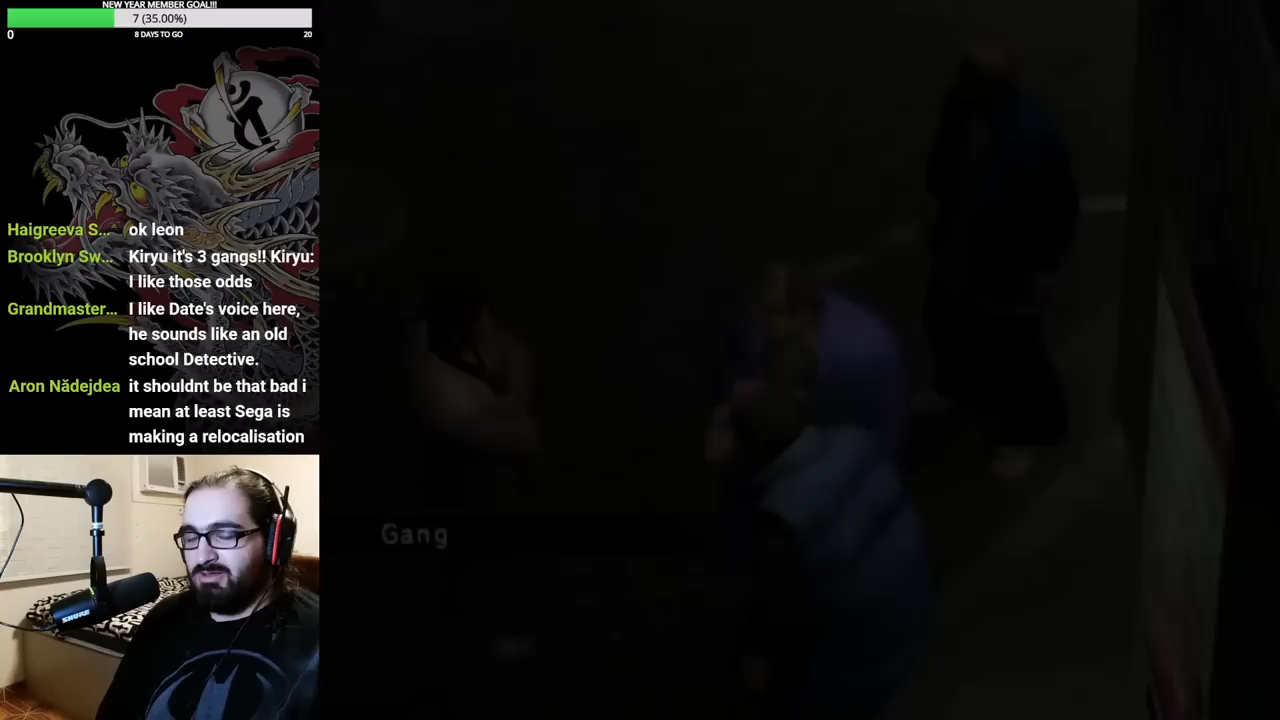 NEW YEAR MEMBER GOAL!!!
7 (35.00%)
0
8 DAYS TO GO
20
Haigreeva S... ok leon
Brooklyn Sw... Kiryu it's 3 gangs!! Kiryu:
I like those odds
Grandmaster... I like Date's voice here,
he sounds like an old
school Detective.
Aron Nădejdea it shouldnt be that bad i
mean at least Sega is
making a relocalisation
SHURE
Gang